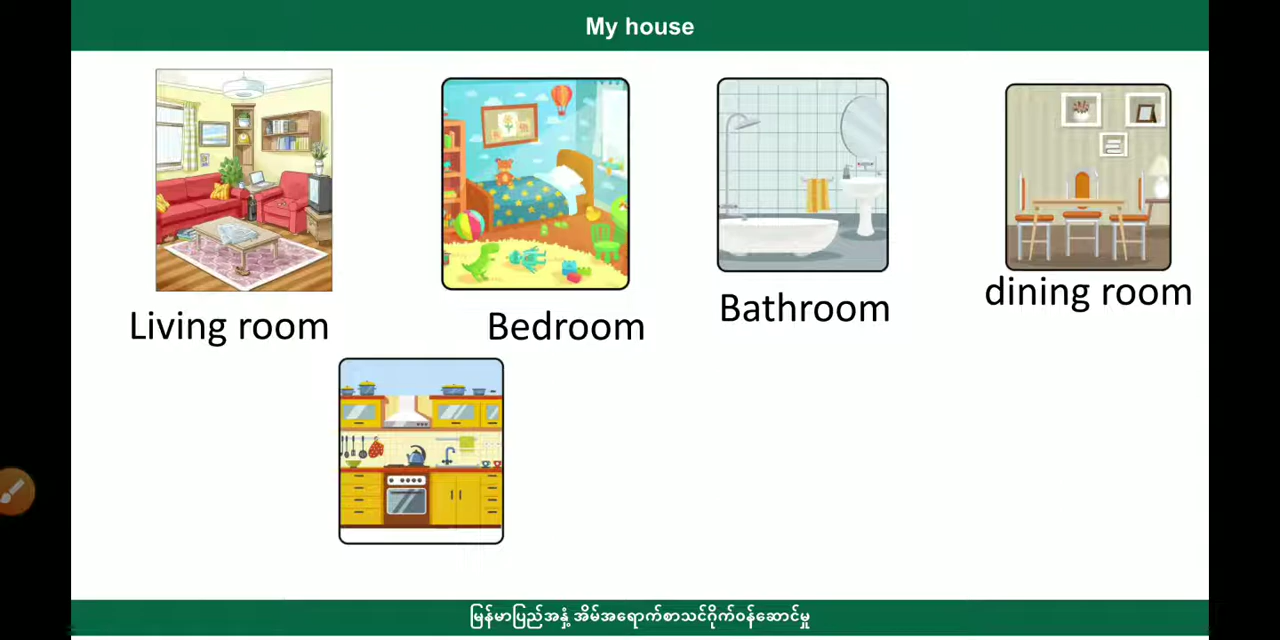 My house
Living room
Bedroom
Bathroom
dining room
မြန်မာပြည်အနှံ့ အိမ်အရောက်စာသင်ဂိုက်ဝန်ဆောင်မှု